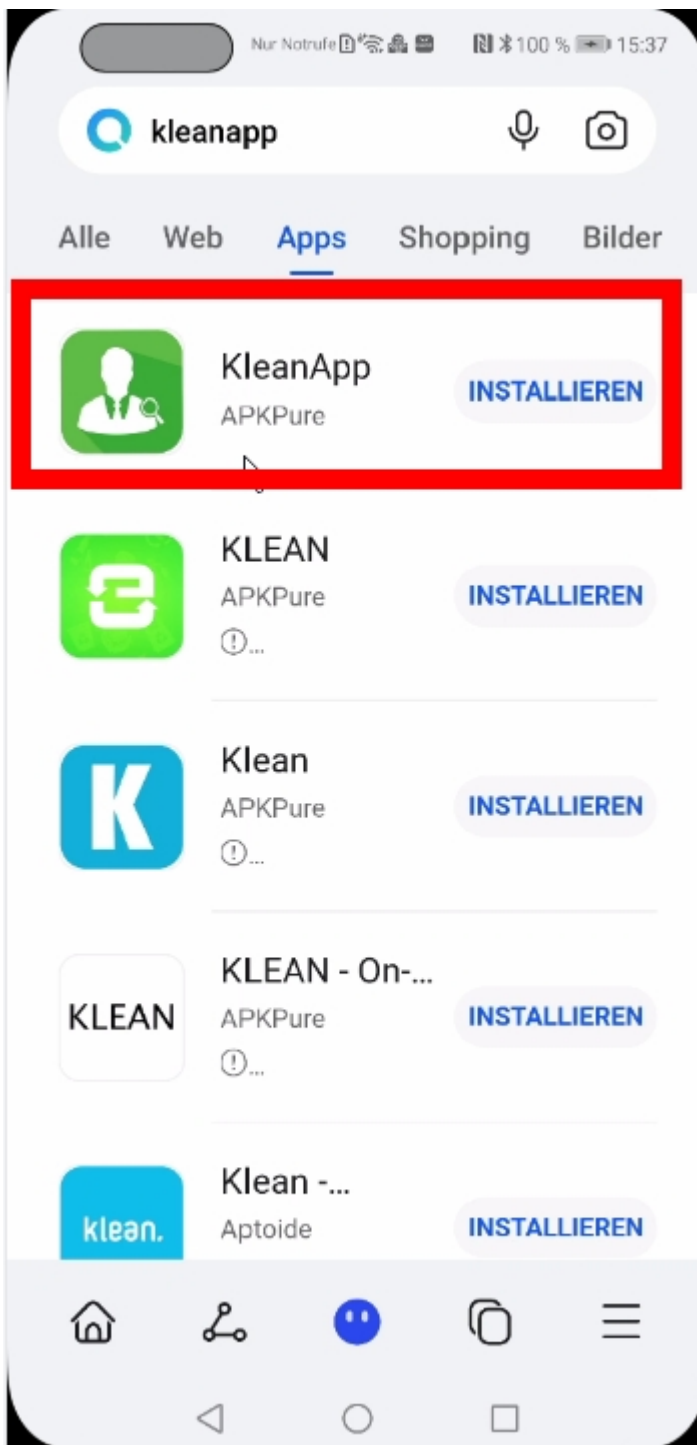 Nur Notrufe 100 % 15:37
kleanapp
Alle Web Apps Shopping Bilder
KleanApp
APKPure
INSTALLIEREN
KLEAN
APKPure
...
INSTALLIEREN
Klean
APKPure
...
INSTALLIEREN
K
KLEAN - On-...
APKPure
...
INSTALLIEREN
KLEAN
Klean -...
Aptoide
INSTALLIEREN
klean.